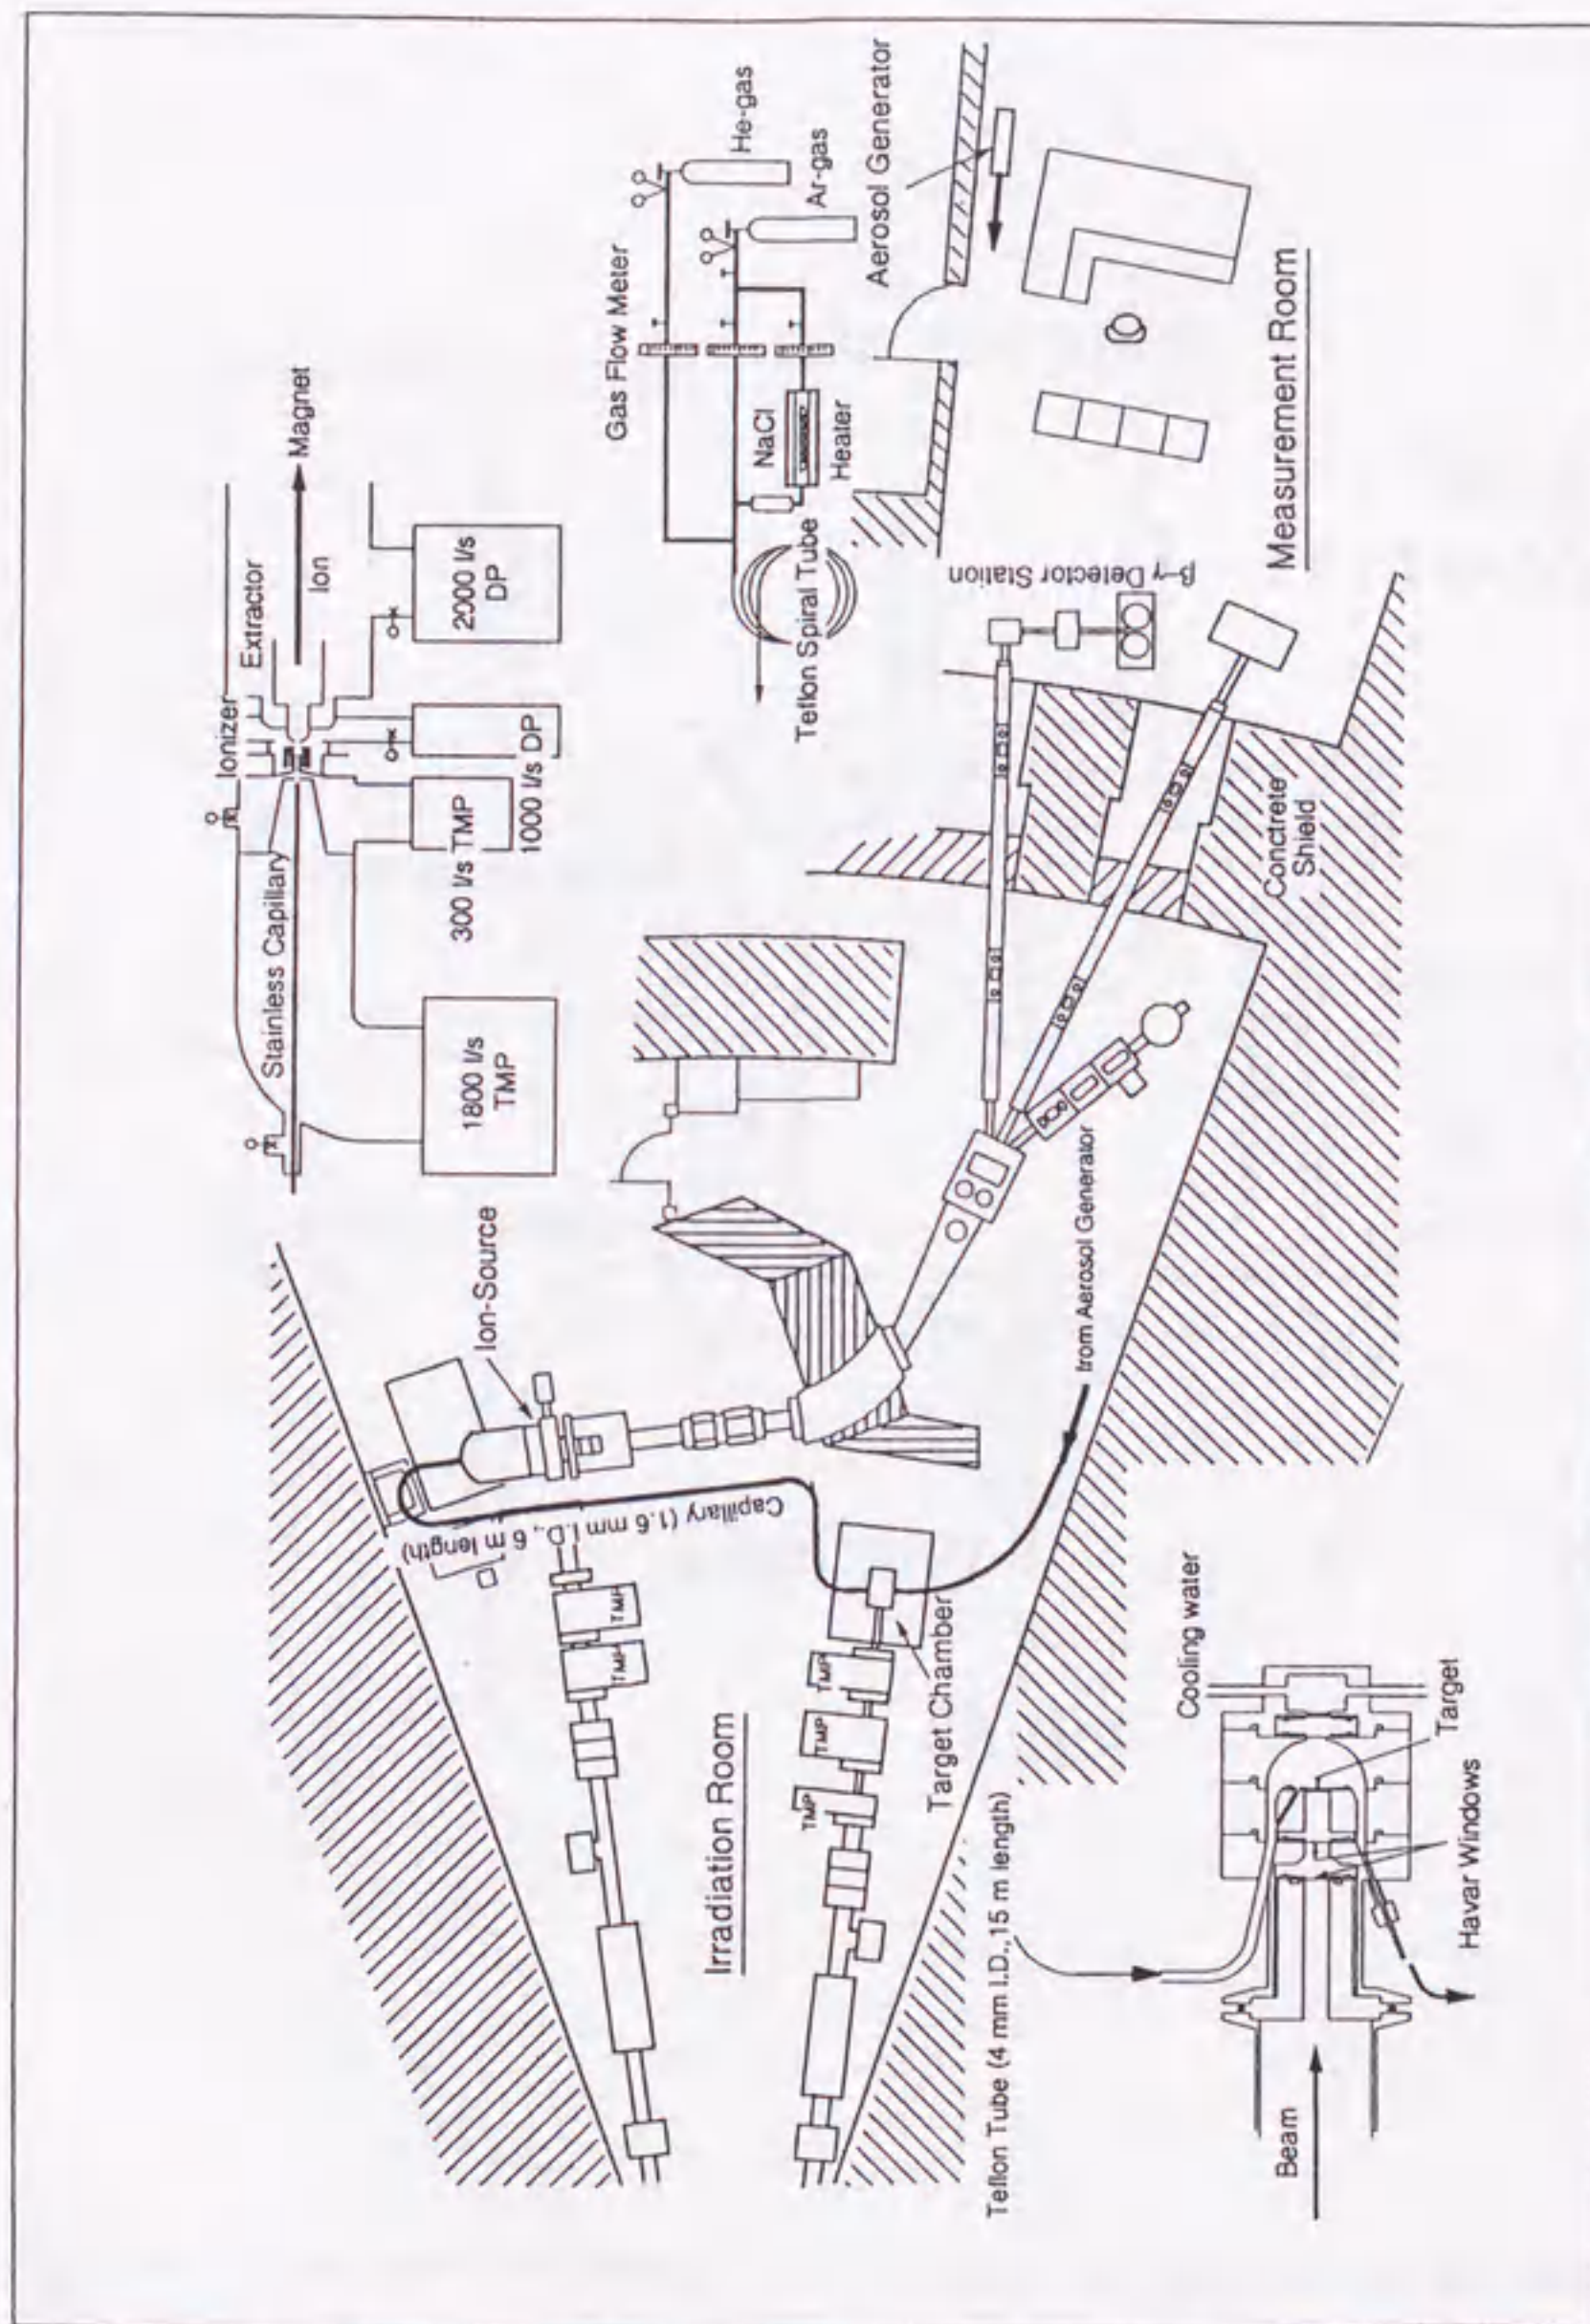 Stainless Capillary
Ionizer
Extractor
Ion
Magnet
1800 l/s
TMP
300 l/s TMP
1000 l/s DP
2000 l/s
DP
Gas Flow Meter
He-gas
Ar-gas
NaCl
Heater
Teflon Spiral Tube
Aerosol Generator
Ion-Source
Capillary (1.6 mm I.D., 6 m length)
TMP
TMP
Irradiation Room
TMP
TMP
TMP
Target Chamber
from Aerosol Generator
β-γ Detector Station
Measurement Room
Conctrete
Shield
Teflon Tube (4 mm I.D., 15 m length)
Cooling water
Beam
Target
Havar Windows